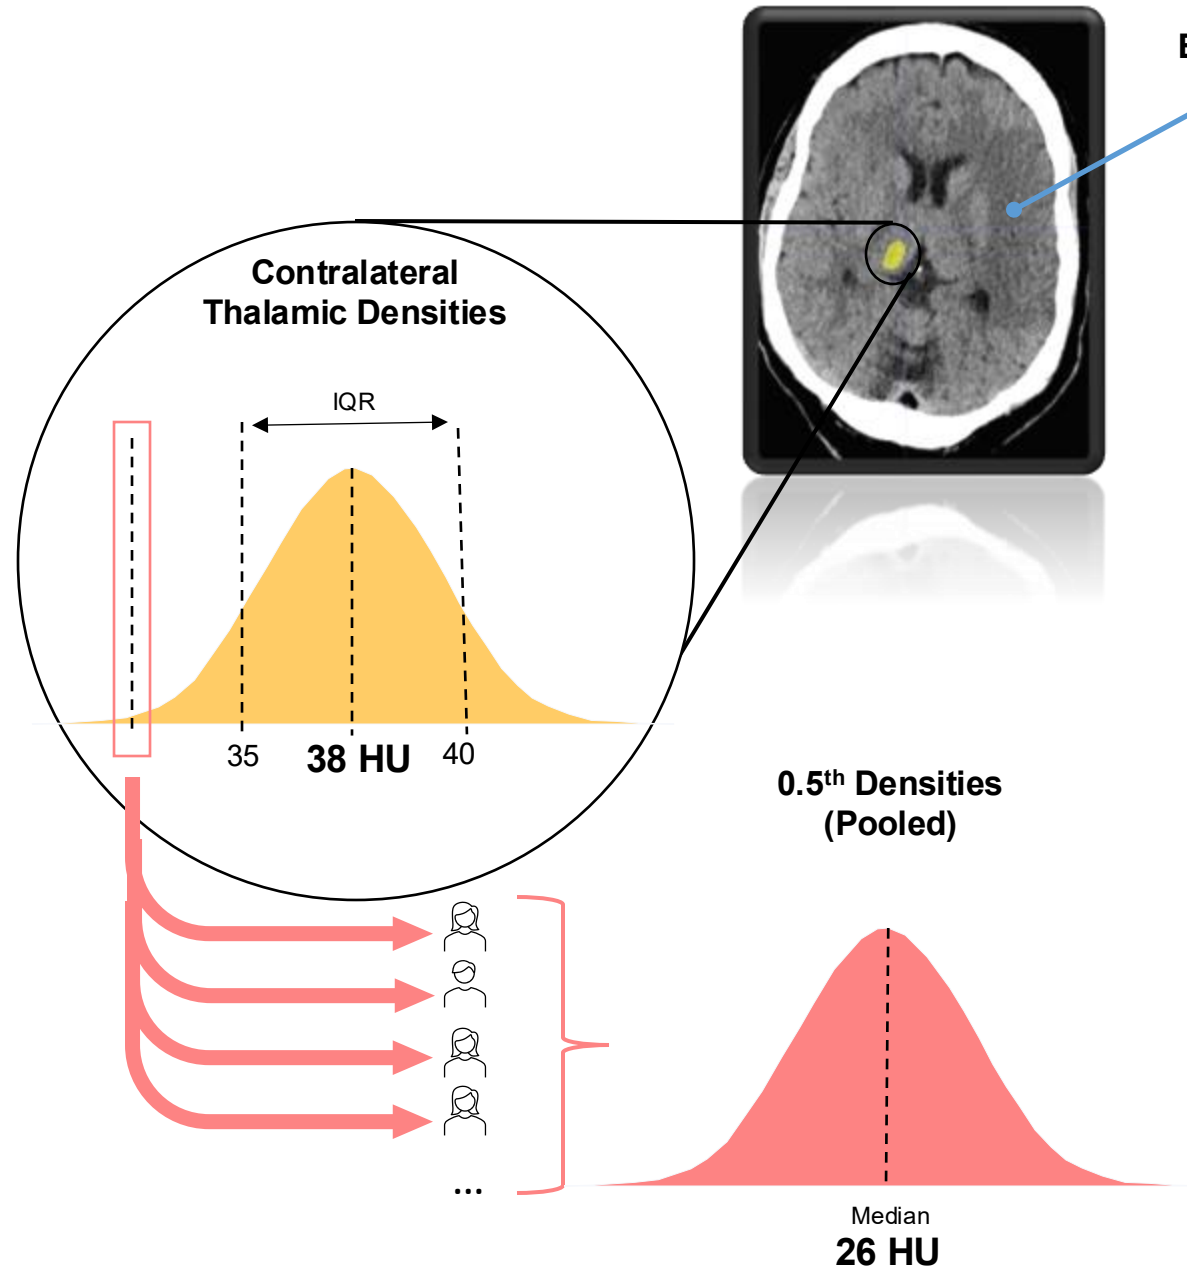 E
Contralateral
Thalamic Densities
IQR
35
38 HU
40
0.5th Densities
(Pooled)
...
Median
26 HU